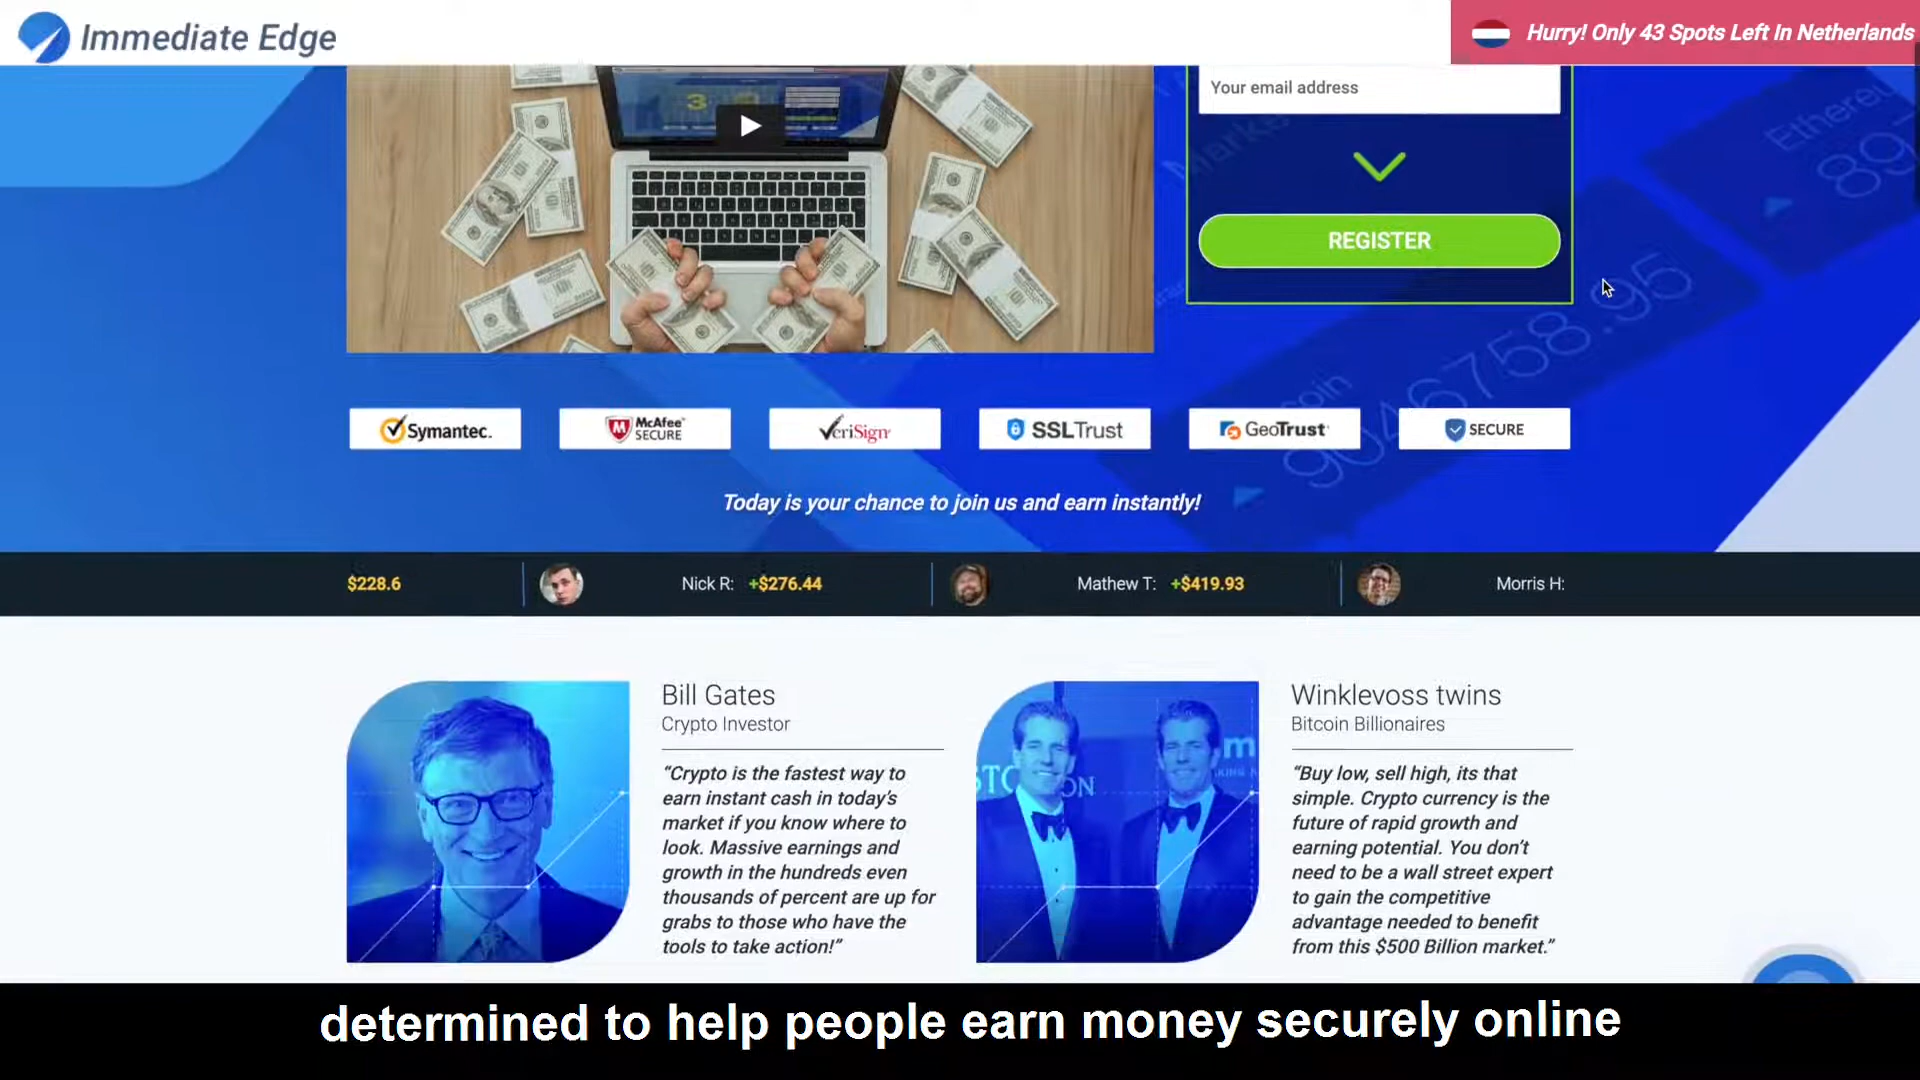 Immediate Edge
Hurry! Only 43 Spots Left In Netherlands
Your email address
REGISTER
Ethereu
89
9046758.95
Symantec.
McAfee
SECURE
VeriSign
SSLTrust
GeoTrust
SECURE
Today is your chance to join us and earn instantly!
$228.6
Nick R: +$276.44
Mathew T: +$419.93
Morris H:
Bill Gates
Crypto Investor
“Crypto is the fastest way to
earn instant cash in today’s
market if you know where to
look. Massive earnings and
growth in the hundreds even
thousands of percent are up for
grabs to those who have the
tools to take action!”
Winklevoss twins
Bitcoin Billionaires
“Buy low, sell high, its that
simple. Crypto currency is the
future of rapid growth and
earning potential. You don’t
need to be a wall street expert
to gain the competitive
advantage needed to benefit
from this $500 Billion market.”
determined to help people earn money securely online